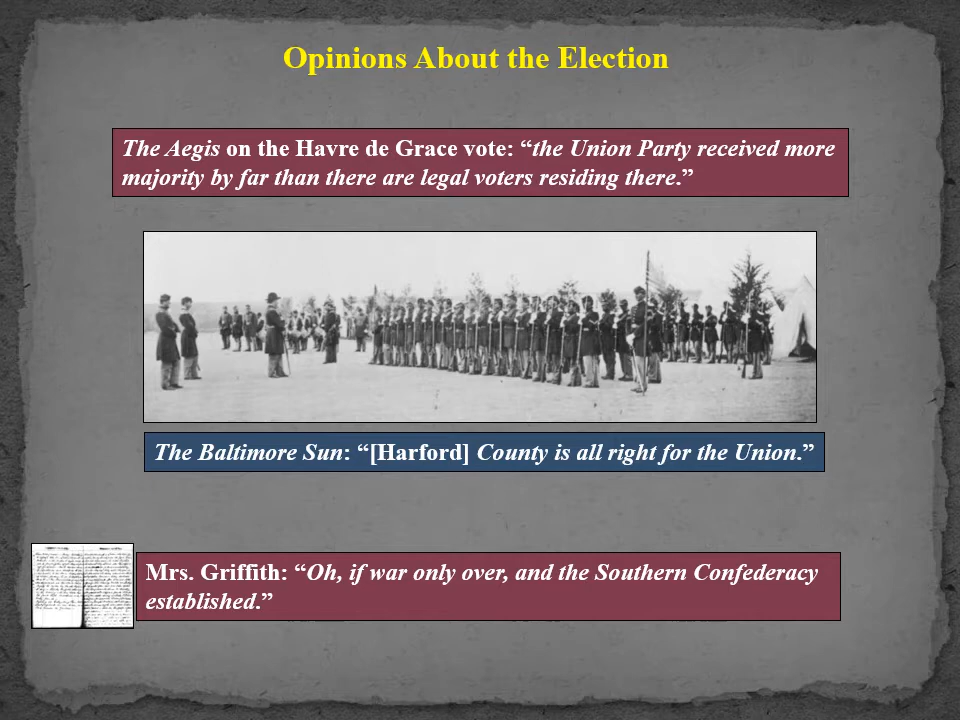 Opinions About the Election
The Aegis on the Havre de Grace vote: “the Union Party received more
majority by far than there are legal voters residing there.”
The Baltimore Sun: “[Harford] County is all right for the Union.”
Mrs. Griffith: “Oh, if war only over, and the Southern Confederacy
established.”